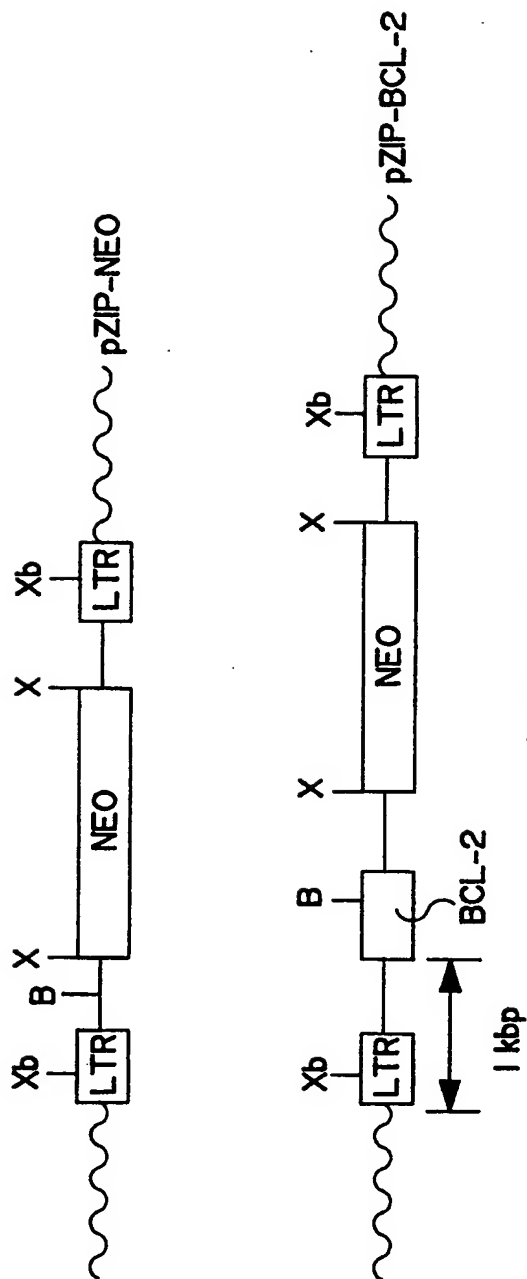 Xb B X X Xb
LTR NEO LTR pZIP-NEO
Xb B X X Xb
LTR NEO LTR pZIP-BCL-2
BCL-2
1 kbp